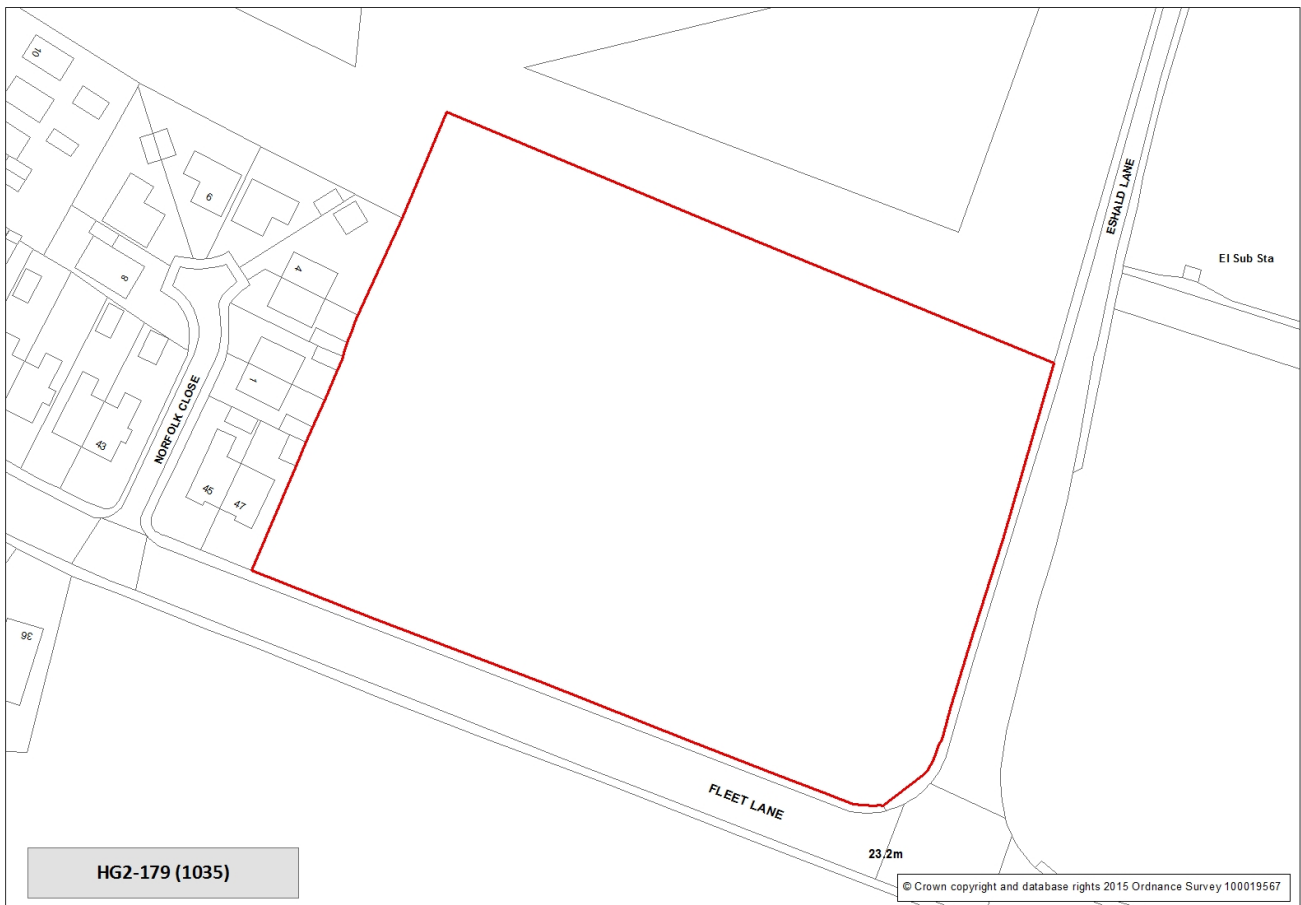 10
6
8
4
1
43
NORFOLK CLOSE
45
47
36
ESHALD LANE
El Sub Sta
FLEET LANE
23.2m
HG2-179 (1035)
© Crown copyright and database rights 2015 Ordnance Survey 100019567